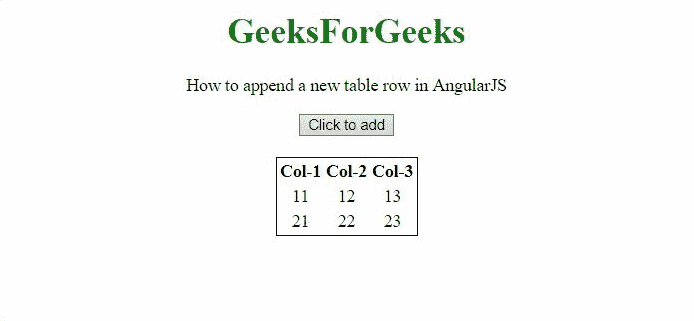 GeeksForGeeks
How to append a new table row in AngularJS
Click to add
Col-1 Col-2 Col-3
11 12 13
21 22 23